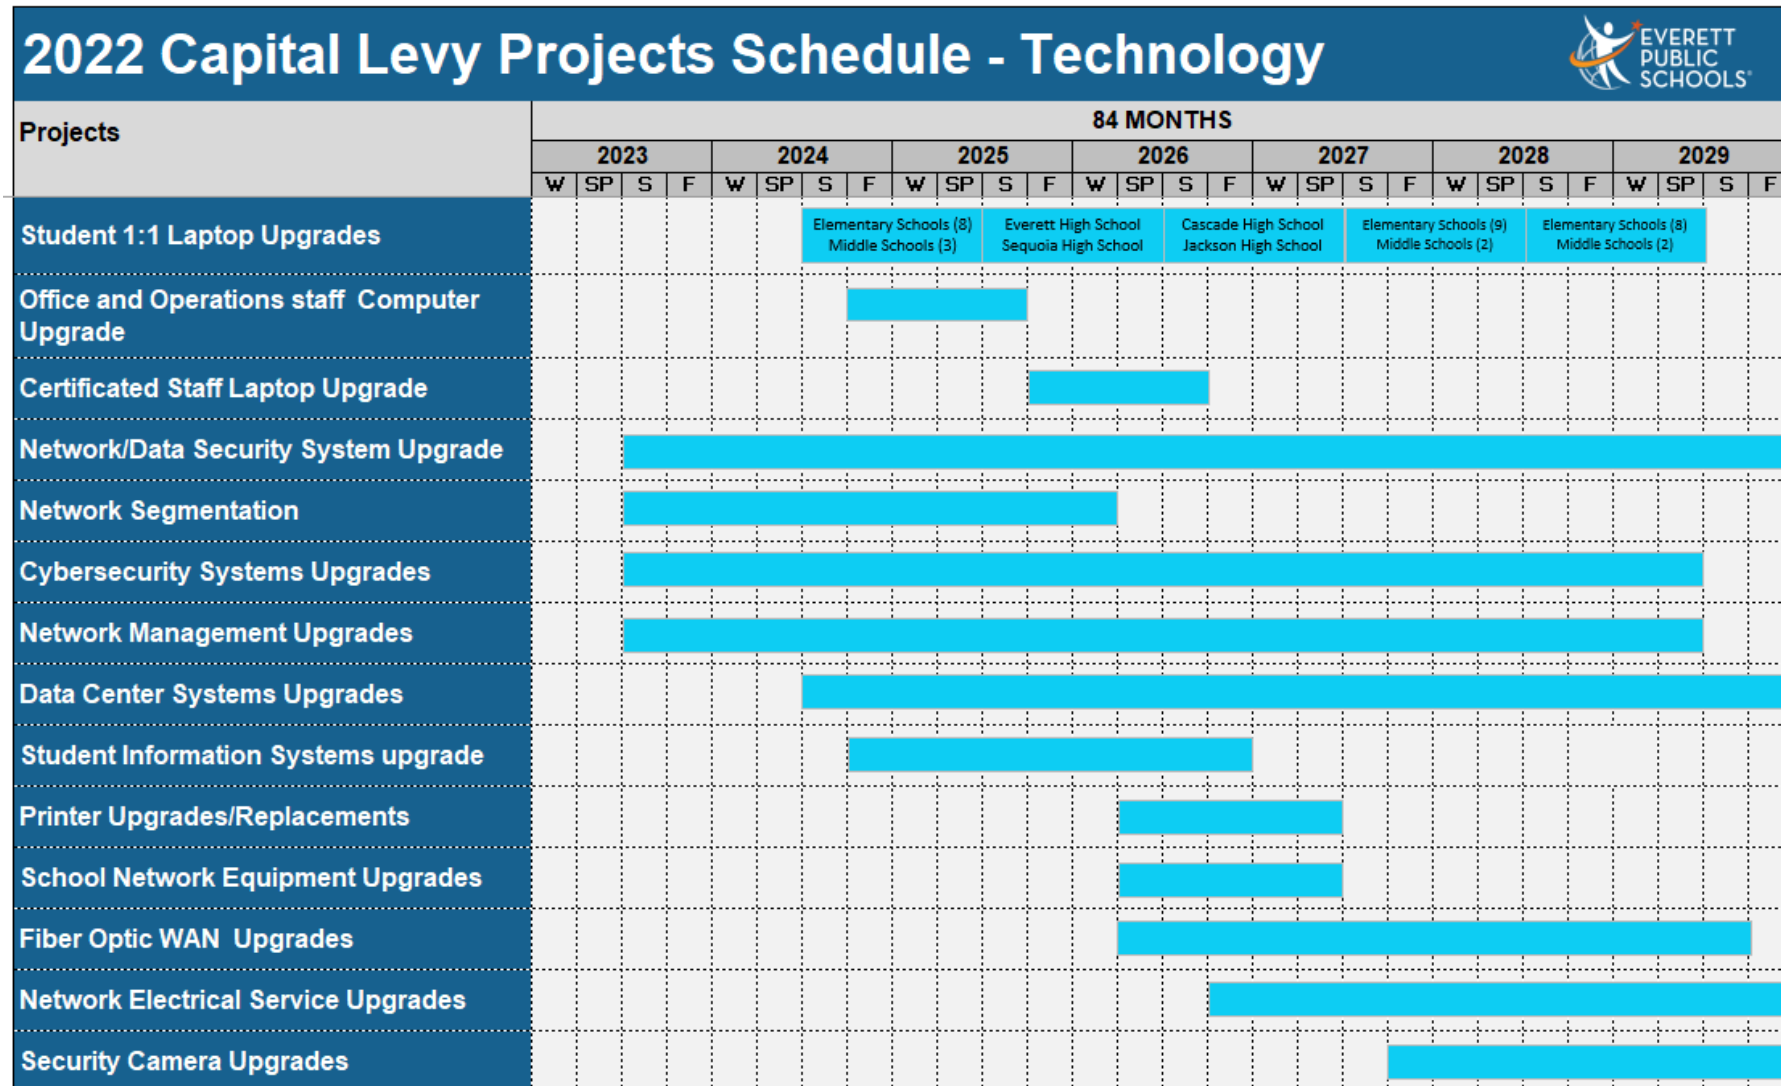 2022 Capital Levy Projects Schedule - Technology
EVERETT
PUBLIC
SCHOOLS®
Projects
84 MONTHS
2023 2024 2025 2026 2027 2028 2029
W SP S F W SP S F W SP S F W SP S F W SP S F W SP S F W SP S F
Student 1:1 Laptop Upgrades
Elementary Schools (8)
Middle Schools (3)
Everett High School
Sequoia High School
Cascade High School
Jackson High School
Elementary Schools (9)
Middle Schools (2)
Elementary Schools (8)
Middle Schools (2)
Office and Operations staff Computer
Upgrade
Certificated Staff Laptop Upgrade
Network/Data Security System Upgrade
Network Segmentation
Cybersecurity Systems Upgrades
Network Management Upgrades
Data Center Systems Upgrades
Student Information Systems upgrade
Printer Upgrades/Replacements
School Network Equipment Upgrades
Fiber Optic WAN Upgrades
Network Electrical Service Upgrades
Security Camera Upgrades